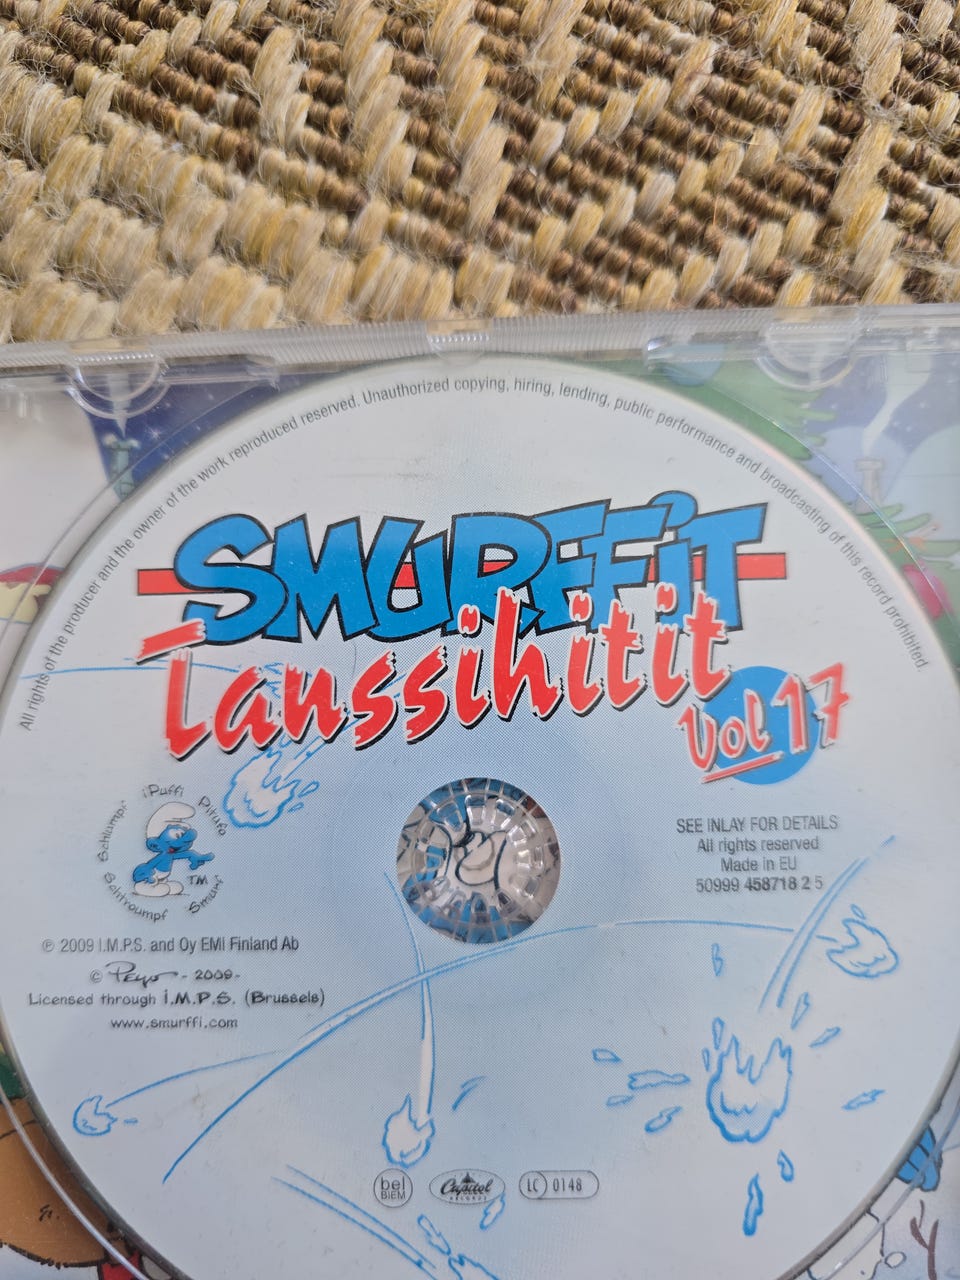 All rights of the producer and the owner of the work reproduced reserved. Unauthorized copying, hiring, lending, public performance and broadcasting of this record prohibited.
SMURFFiT
Tanssihitit
Vol 17
Schlumpf iPuffi Pitufo
Schtroumpf Smurf
TM
SEE INLAY FOR DETAILS
All rights reserved
Made in EU
50999 458718 2 5
℗ 2009 I.M.P.S. and Oy EMI Finland Ab
© Peyo - 2009 -
Licensed through I.M.P.S. (Brussels)
www.smurffi.com
bel
BIEM
Capitol
RECORDS
LC 0148